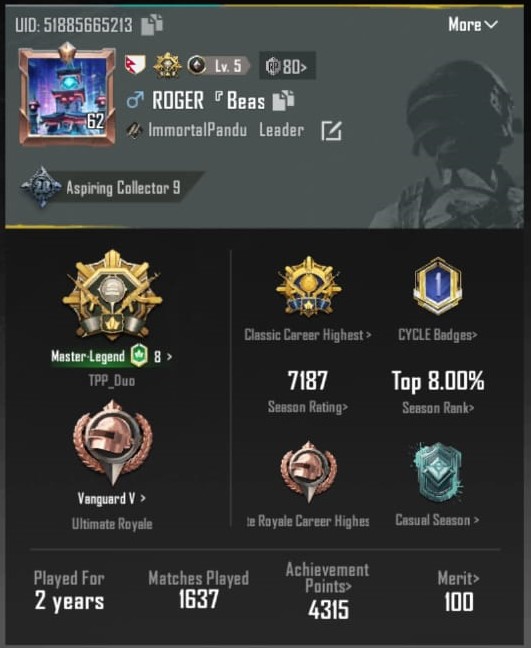 UID: 51885665213
More
Lv. 5
RP 80>
62
ROGER『Beas
ImmortalPandu Leader
Aspiring Collector 9
Master-Legend 8 >
TPP_Duo
Classic Career Highest >
CYCLE Badges>
7187
Season Rating>
Top 8.00%
Season Rank>
Vanguard V >
Ultimate Royale
te Royale Career Highes
Casual Season >
Played For
2 years
Matches Played
1637
Achievement
Points>
4315
Merit>
100